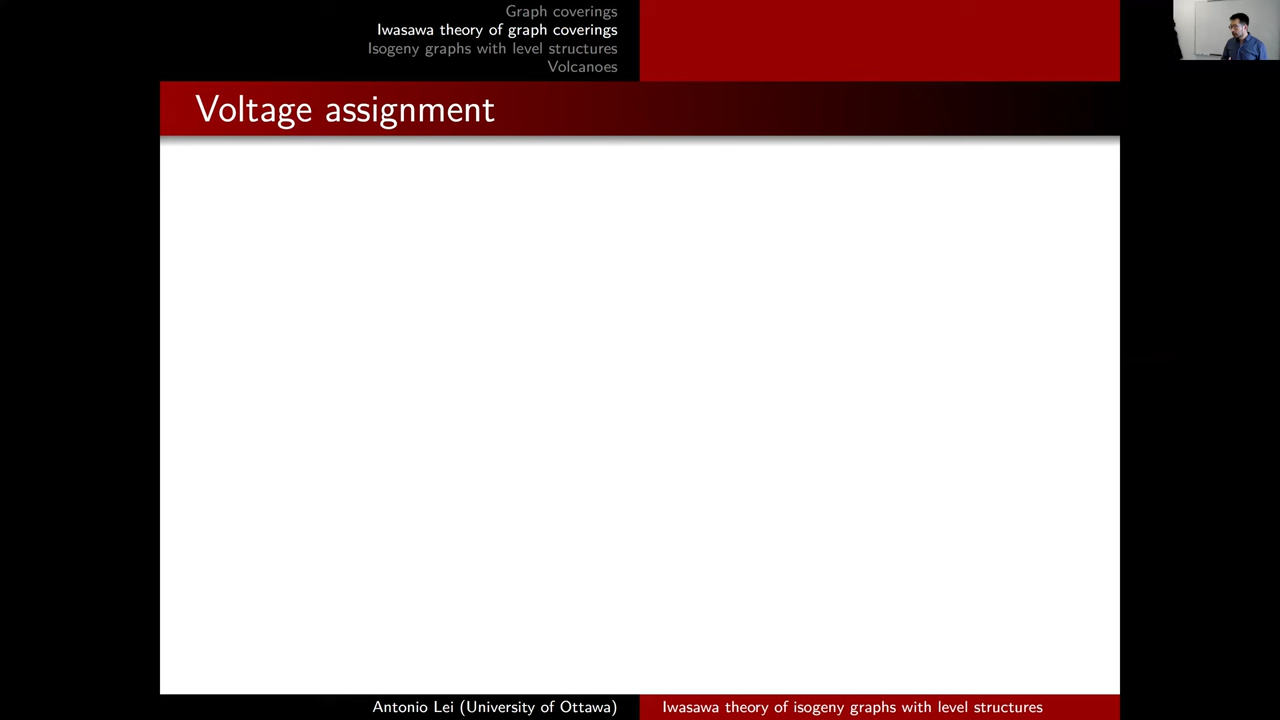 Graph coverings
Iwasawa theory of graph coverings
Isogeny graphs with level structures
Volcanoes
Voltage assignment
Antonio Lei (University of Ottawa)
Iwasawa theory of isogeny graphs with level structures